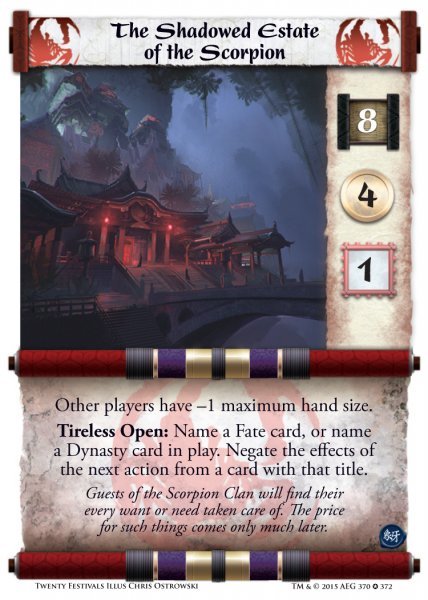 The Shadowed Estate
of the Scorpion
8
4
1
Other players have –1 maximum hand size.
Tireless Open: Name a Fate card, or name
a Dynasty card in play. Negate the effects of
the next action from a card with that title.
Guests of the Scorpion Clan will find their
every want or need taken care of. The price
for such things comes only much later.
Twenty Festivals Illus Chris Ostrowski
TM & © 2015 AEG 370 ✪ 372